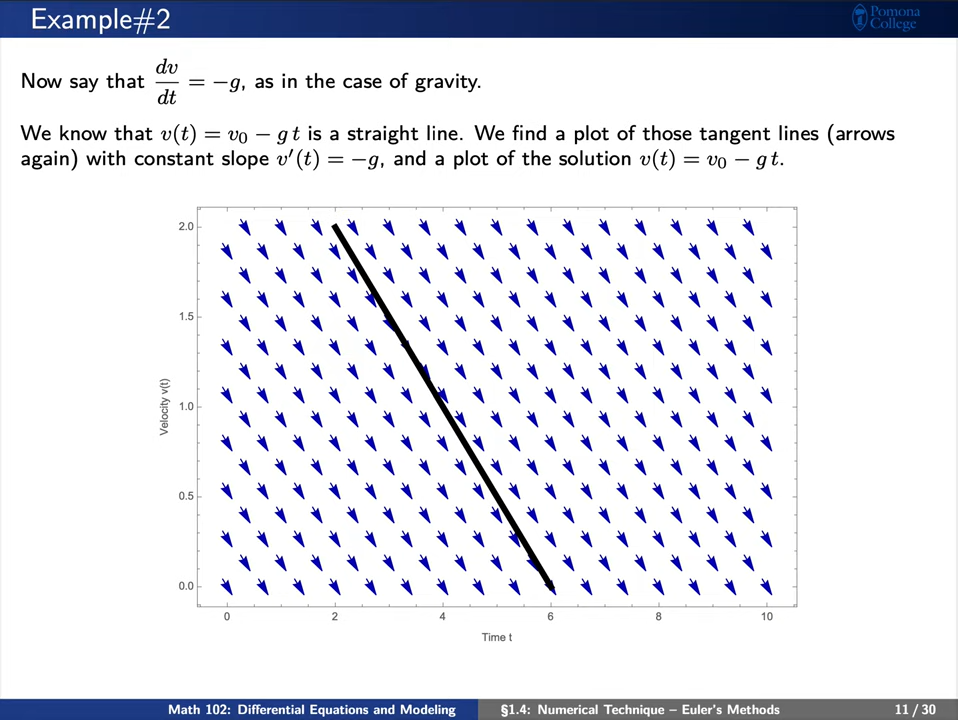 Example#2
Pomona
College
Now say that dv/dt = −g, as in the case of gravity.
We know that v(t) = v₀ − g t is a straight line. We find a plot of those tangent lines (arrows
again) with constant slope v′(t) = −g, and a plot of the solution v(t) = v₀ − g t.
2.0
1.5
1.0
0.5
0.0
Velocity v(t)
0 2 4 6 8 10
Time t
Math 102: Differential Equations and Modeling §1.4: Numerical Technique – Euler's Methods 11 / 30